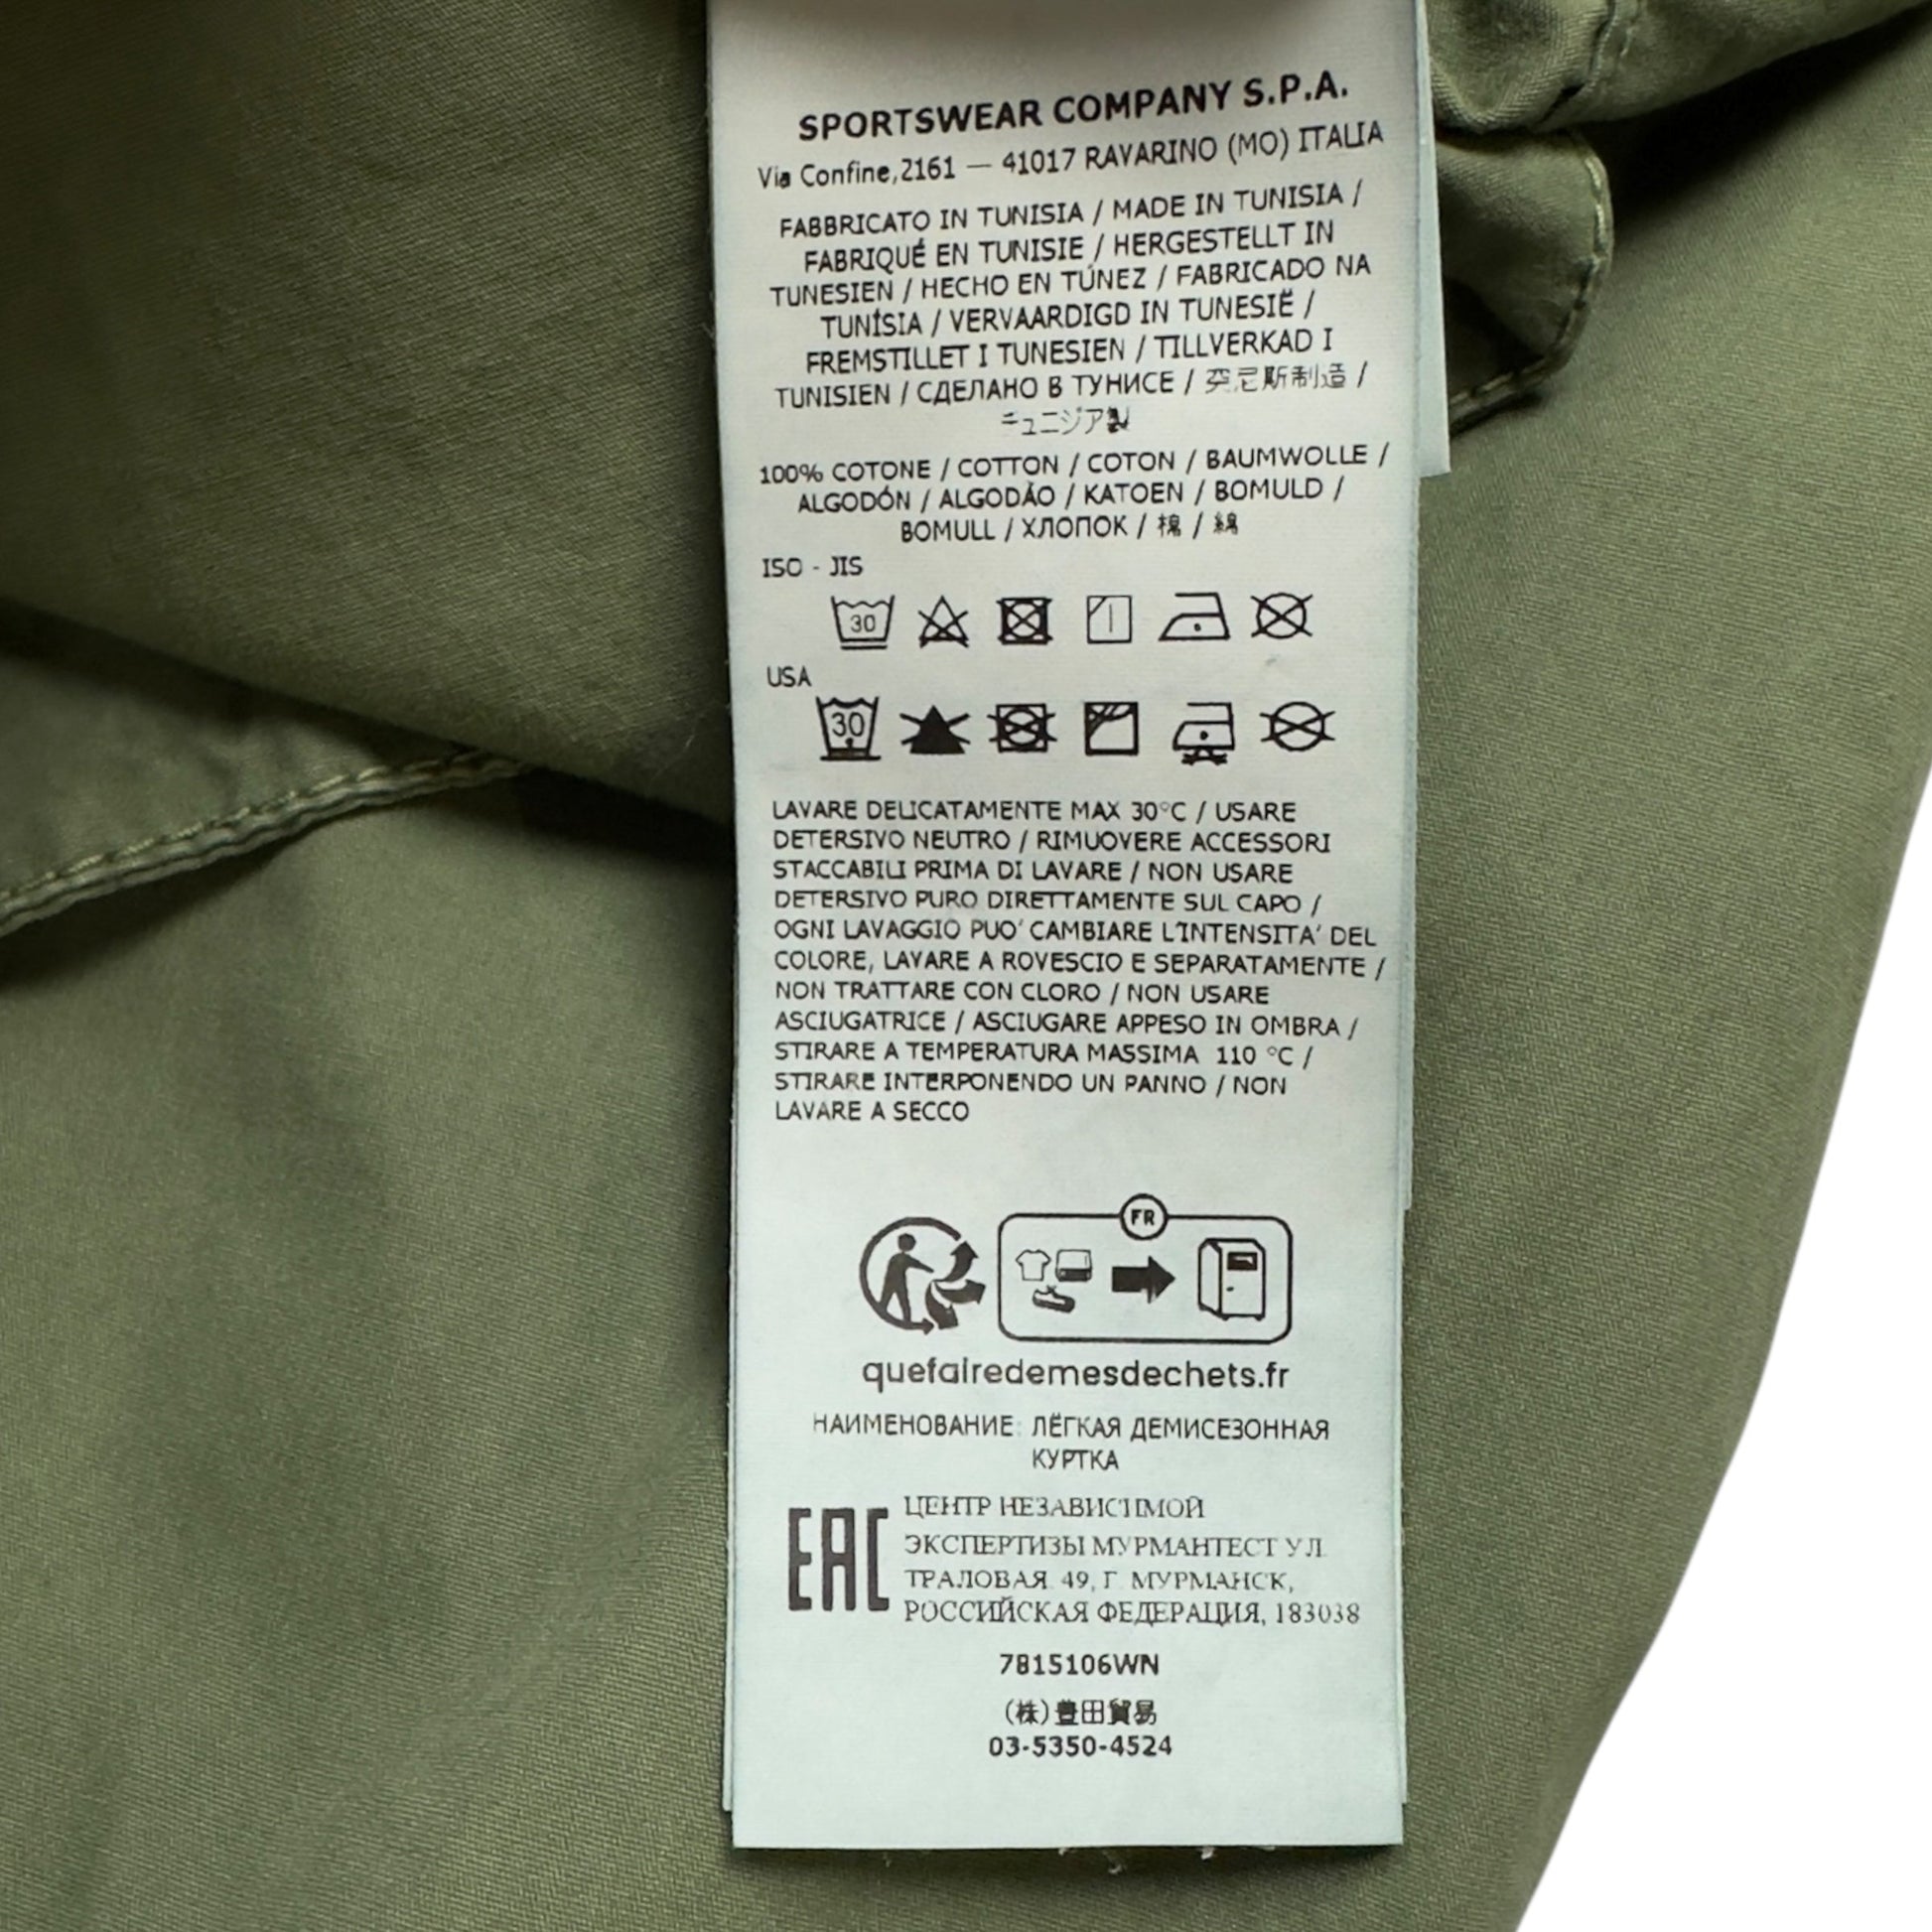 SPORTSWEAR COMPANY S.P.A.
Via Confine,2161 — 41017 RAVARINO (MO) ITALIA
FABBRICATO IN TUNISIA / MADE IN TUNISIA /
FABRIQUÉ EN TUNISIE / HERGESTELLT IN
TUNESIEN / HECHO EN TÚNEZ / FABRICADO NA
TUNÍSIA / VERVAARDIGD IN TUNESIË /
FREMSTILLET I TUNESIEN / TILLVERKAD I
TUNISIEN / СДЕЛАНО В ТУНИСЕ / 突尼斯制造 /
チュニジア製
100% COTONE / COTTON / COTON / BAUMWOLLE /
ALGODÓN / ALGODÃO / KATOEN / BOMULD /
BOMULL / ХЛОПОК / 棉 / 綿
ISO - JIS
30
USA
30
LAVARE DELICATAMENTE MAX 30°C / USARE
DETERSIVO NEUTRO / RIMUOVERE ACCESSORI
STACCABILI PRIMA DI LAVARE / NON USARE
DETERSIVO PURO DIRETTAMENTE SUL CAPO /
OGNI LAVAGGIO PUO' CAMBIARE L'INTENSITA' DEL
COLORE, LAVARE A ROVESCIO E SEPARATAMENTE /
NON TRATTARE CON CLORO / NON USARE
ASCIUGATRICE / ASCIUGARE APPESO IN OMBRA /
STIRARE A TEMPERATURA MASSIMA 110 °C /
STIRARE INTERPONENDO UN PANNO / NON
LAVARE A SECCO
FR
quefairedemesdechets.fr
НАИМЕНОВАНИЕ: ЛЁГКАЯ ДЕМИСЕЗОННАЯ
КУРТКА
EAC
ЦЕНТР НЕЗАВИСИМОЙ
ЭКСПЕРТИЗЫ МУРМАНТЕСТ УЛ.
ТРАЛОВАЯ 49, Г. МУРМАНСК,
РОССИЙСКАЯ ФЕДЕРАЦИЯ, 183038
7815106WN
(株)豊田貿易
03-5350-4524